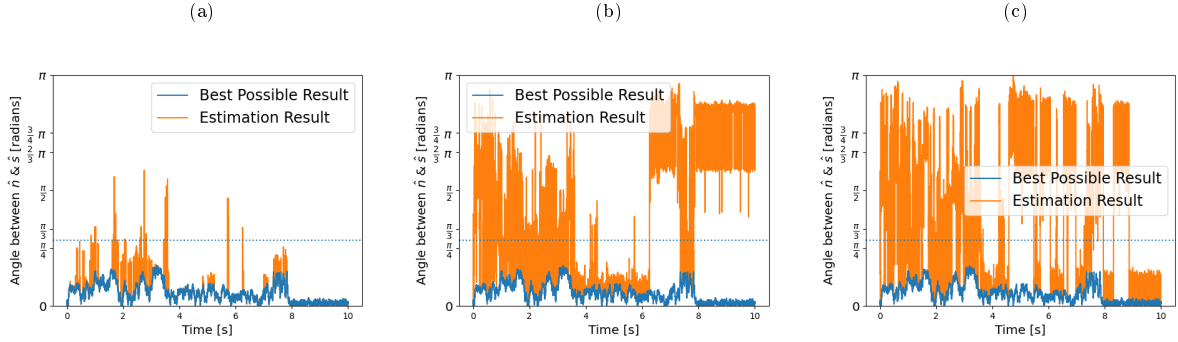 (a)
(b)
(c)
π
3/4 π
2/3 π
π/2
π/3
π/4
0
Angle between n̂ & ŝ [radians]
Best Possible Result
Estimation Result
0 2 4 6 8 10
Time [s]
π
3/4 π
2/3 π
π/2
π/3
π/4
0
Angle between n̂ & ŝ [radians]
Best Possible Result
Estimation Result
0 2 4 6 8 10
Time [s]
π
3/4 π
2/3 π
π/2
π/3
π/4
0
Angle between n̂ & ŝ [radians]
Best Possible Result
Estimation Result
0 2 4 6 8 10
Time [s]